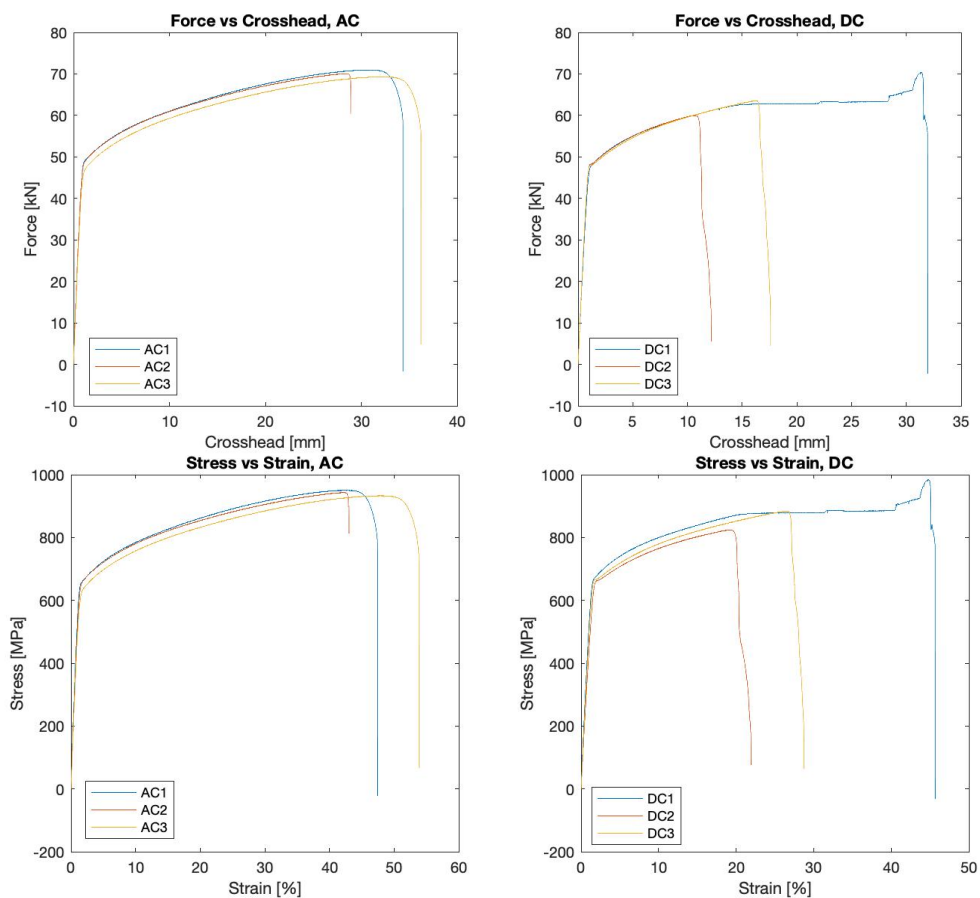 Force vs Crosshead, AC
80
70
60
50
40
30
20
10
0
-10
Force [kN]
AC1
AC2
AC3
0 10 20 30 40
Crosshead [mm]
Force vs Crosshead, DC
80
70
60
50
40
30
20
10
0
-10
Force [kN]
DC1
DC2
DC3
0 5 10 15 20 25 30 35
Crosshead [mm]
Stress vs Strain, AC
1000
800
600
400
200
0
-200
Stress [MPa]
AC1
AC2
AC3
0 10 20 30 40 50 60
Strain [%]
Stress vs Strain, DC
1000
800
600
400
200
0
-200
Stress [MPa]
DC1
DC2
DC3
0 10 20 30 40 50
Strain [%]